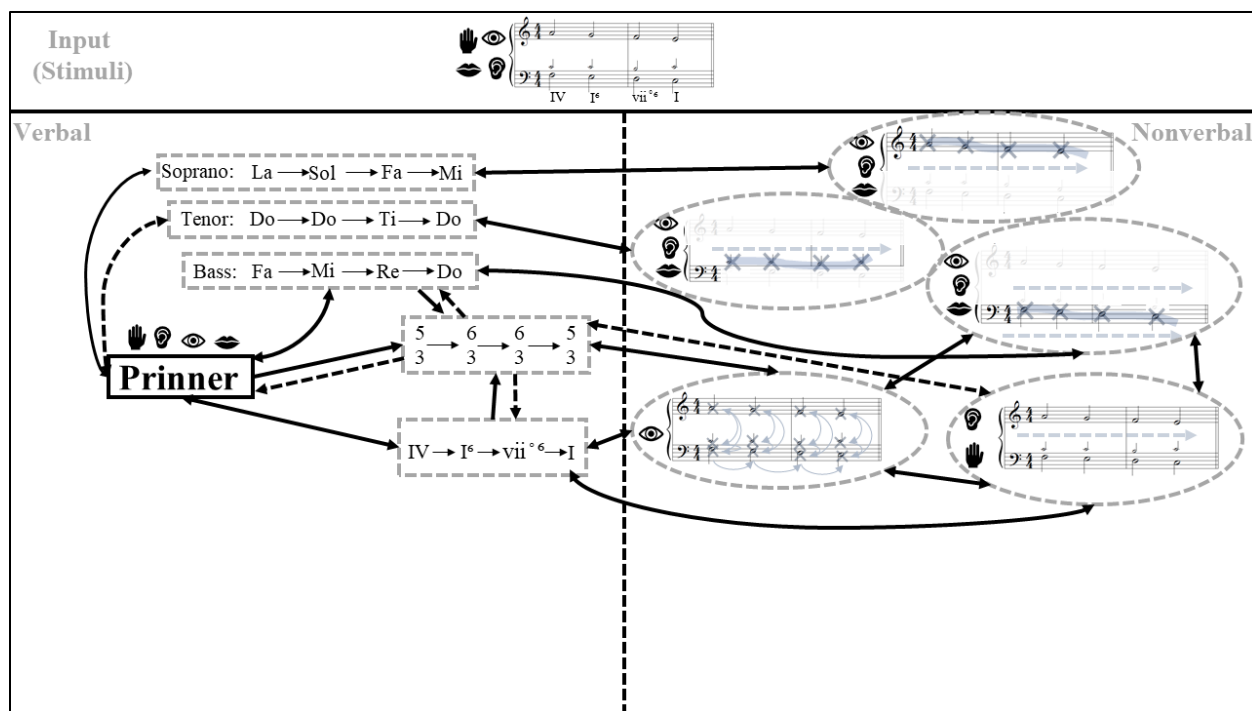 Input
(Stimuli)
IV I⁶ vii°⁶ I
Verbal
Nonverbal
Soprano: La → Sol → Fa → Mi
Tenor: Do → Do → Ti → Do
Bass: Fa → Mi → Re → Do
5 6 6 5
3 → 3 → 3 → 3
Prinner
IV → I⁶ → vii°⁶ → I